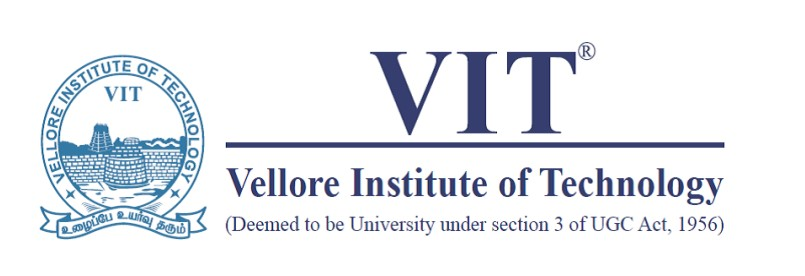 VELLORE INSTITUTE OF TECHNOLOGY
VIT
உழைப்பே உயர்வு தரும்
VIT®
Vellore Institute of Technology
(Deemed to be University under section 3 of UGC Act, 1956)